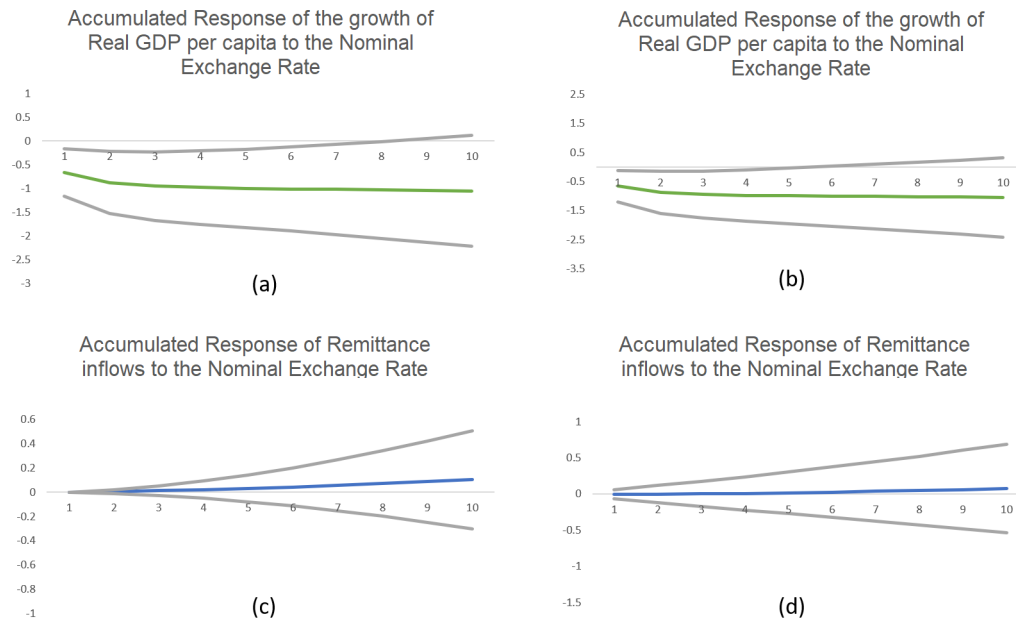 Accumulated Response of the growth of
Real GDP per capita to the Nominal
Exchange Rate
1
0.5
0
-0.5
-1
-1.5
-2
-2.5
-3
1 2 3 4 5 6 7 8 9 10
(a)
Accumulated Response of the growth of
Real GDP per capita to the Nominal
Exchange Rate
2.5
1.5
0.5
-0.5
-1.5
-2.5
-3.5
1 2 3 4 5 6 7 8 9 10
(b)
Accumulated Response of Remittance
inflows to the Nominal Exchange Rate
0.6
0.4
0.2
0
-0.2
-0.4
-0.6
-0.8
-1
1 2 3 4 5 6 7 8 9 10
(c)
Accumulated Response of Remittance
inflows to the Nominal Exchange Rate
1
0.5
0
-0.5
-1
-1.5
1 2 3 4 5 6 7 8 9 10
(d)